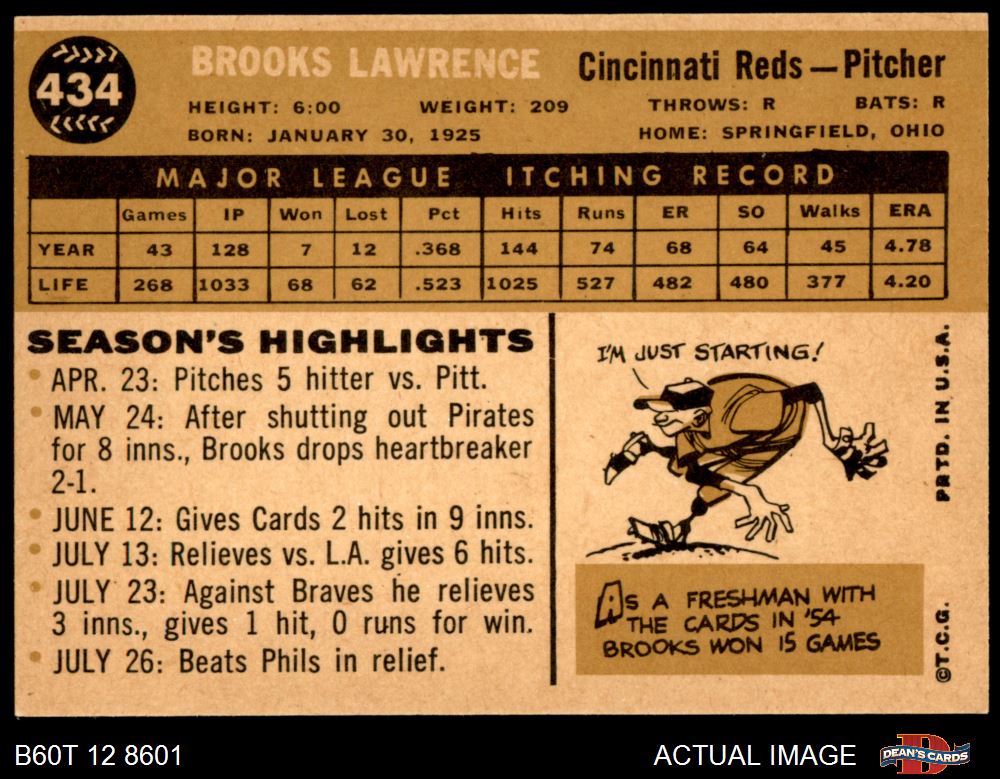 434
BROOKS LAWRENCE
Cincinnati Reds — Pitcher
HEIGHT: 6:00 WEIGHT: 209 THROWS: R BATS: R
BORN: JANUARY 30, 1925 HOME: SPRINGFIELD, OHIO
MAJOR LEAGUE ITCHING RECORD
Games IP Won Lost Pct Hits Runs ER SO Walks ERA
YEAR 43 128 7 12 .368 144 74 68 64 45 4.78
LIFE 268 1033 68 62 .523 1025 527 482 480 377 4.20
SEASON'S HIGHLIGHTS
• APR. 23: Pitches 5 hitter vs. Pitt.
• MAY 24: After shutting out Pirates
for 8 inns., Brooks drops heartbreaker
2-1.
• JUNE 12: Gives Cards 2 hits in 9 inns.
• JULY 13: Relieves vs. L.A. gives 6 hits.
• JULY 23: Against Braves he relieves
3 inns., gives 1 hit, 0 runs for win.
• JULY 26: Beats Phils in relief.
I'M JUST STARTING!
AS A FRESHMAN WITH
THE CARDS IN '54
BROOKS WON 15 GAMES
PRTD. IN U.S.A.
©T.C.G.
B60T 12 8601
ACTUAL IMAGE
DEAN'S CARDS